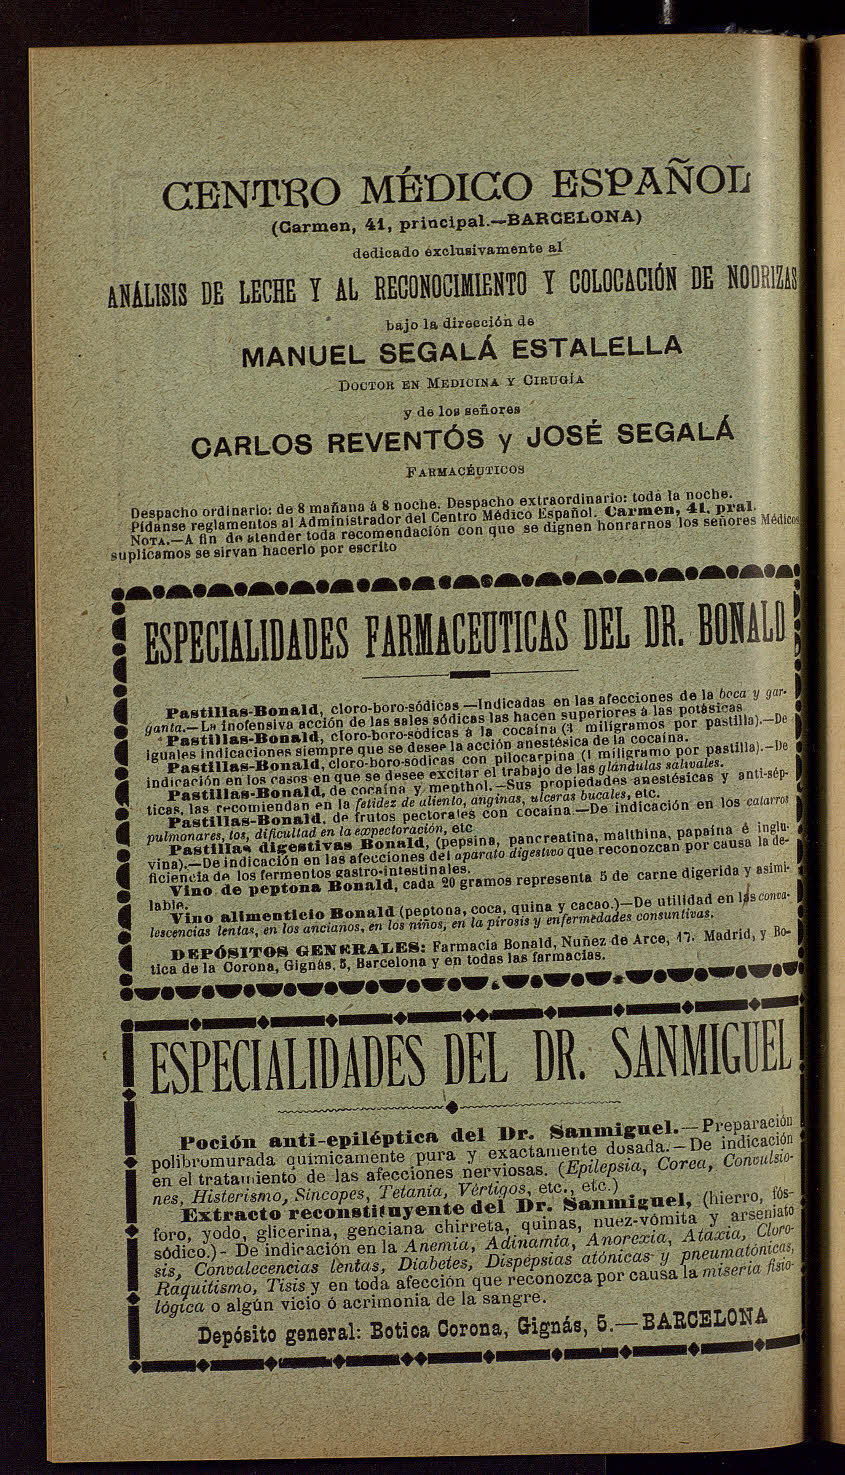 CENTRO MÉDICO ESPAÑOL
(Carmen, 41, principal.—BARCELONA)
dedicado exclusivamente al
ANÁLISIS DE LECHE Y AL RECONOCIMIENTO Y COLOCACIÓN DE NODRIZAS
bajo la dirección de
MANUEL SEGALÁ ESTALELLA
DOCTOR EN MEDICINA Y CIRUGÍA
y de los señores
CARLOS REVENTÓS y JOSÉ SEGALÁ
FARMACÉUTICOS
Despacho ordinario: de 8 mañana á 8 noche. Despacho extraordinario: toda la noche.
Pídanse reglamentos al Administrador del Centro Médico Español. Carmen, 41, pral.
NOTA.—A fin de atender toda recomendación con que se dignen honrarnos los señores Médicos
suplicamos se sirvan hacerlo por escrito
ESPECIALIDADES FARMACEUTICAS DEL DR. BONALD
Pastillas-Bonald, cloro-boro-sódicas—Indicadas en las afecciones de la boca y gar-
ganta.—La inofensiva acción de las sales sódicas las hacen superiores á las potásicas
Pastillas-Bonald, cloro-boro-sódicas á la cocaína (3 miligramos por pastilla).—De
iguales indicaciones siempre que se desee la acción anestésica de la cocaína.
Pastillas-Bonald, cloro-boro-sódicas con pilocarpina (1 miligramo por pastilla).—De
indicación en los casos en que se desee excitar el trabajo de las glándulas salivales.
Pastillas-Bonald, de cocaína y menthol.—Sus propiedades anestésicas y anti-sép-
ticas, las recomiendan en la fetidez de aliento, anginas, ulceras bucales, etc.
Pastillas-Bonald, de frutos pectorales con cocaína.—De indicación en los catarros
pulmonares, tos, dificultad en la expectoración, etc
Pastillas digestivas Bonald, (pepsina, pancreatina, malthina, papaína é inglu-
vina).—De indicación en las afecciones del aparato digestivo que reconozcan por causa la de-
ficiencia de los fermentos gastro-intestinales.
Vino de peptona Bonald, cada 20 gramos representa 5 de carne digerida y asimi-
lable.
Vino alimenticio Bonald (peptona, coca, quina y cacao.)—De utilidad en las conva-
lescencias lentas, en los ancianos, en los niños, en la pirosis y enfermedades consuntivas.
DEPÓSITOS GENERALES: Farmacia Bonald, Nuñez de Arce, 17. Madrid, y Bo-
tica de la Corona, Gignás, 5, Barcelona y en todas las farmacias.
ESPECIALIDADES DEL DR. SANMIGUEL
Poción anti-epiléptica del Dr. Sanmiguel.—Preparación
polibromurada químicamente pura y exactamente dosada.—De indicación
en el tratamiento de las afecciones nerviosas. (Epilepsia, Corea, Convulsio-
nes, Histerismo, Síncopes, Tetania, Vértigos, etc., etc.)
Extracto reconstituyente del Dr. Sanmiguel, (hierro, fós-
foro, yodo, glicerina, genciana chirreta, quinas, nuez-vómita y arseniato
sódico.)- De indicación en la Anemia, Adinamia, Anorexia, Ataxia, Cloro-
sis, Convalecencias lentas, Diabetes, Dispepsias atónicas y pneumatónicas,
Raquitismo, Tisis y en toda afección que reconozca por causa la miseria fisio-
lógica o algún vicio ó acrimonia de la sangre.
Depósito general: Botica Corona, Gignás, 5.—BARCELONA